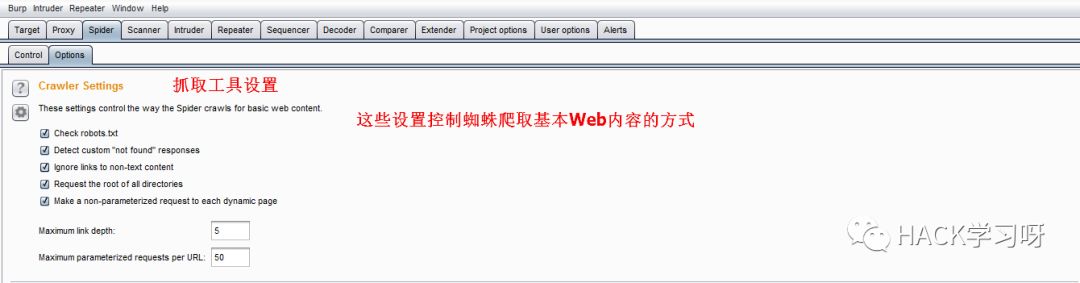 Burp Intruder Repeater Window Help
Target Proxy Spider Scanner Intruder Repeater Sequencer Decoder Comparer Extender Project options User options Alerts
Control Options
? Crawler Settings 抓取工具设置
These settings control the way the Spider crawls for basic web content.
这些设置控制蜘蛛爬取基本Web内容的方式
Check robots.txt
Detect custom "not found" responses
Ignore links to non-text content
Request the root of all directories
Make a non-parameterized request to each dynamic page
Maximum link depth: 5
Maximum parameterized requests per URL: 50
HACK学习呀